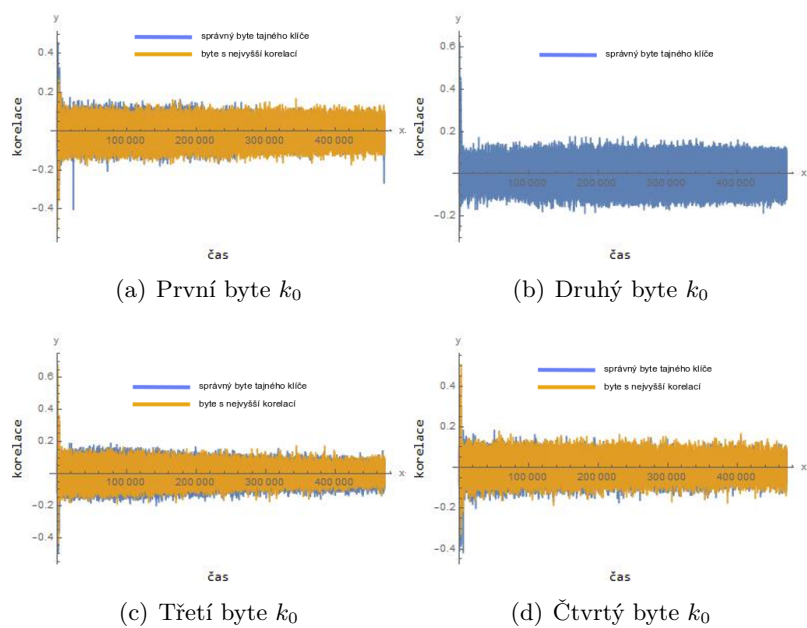 y
správný byte tajného klíče
byte s nejvyšší korelací
0.4
0.2
-0.2
-0.4
korelace
100 000 200 000 300 000 400 000
x
čas
(a) První byte k₀
y
správný byte tajného klíče
0.6
0.4
0.2
-0.2
korelace
100 000 200 000 300 000 400 000
x
čas
(b) Druhý byte k₀
y
správný byte tajného klíče
byte s nejvyšší korelací
0.6
0.4
0.2
-0.2
-0.4
korelace
100 000 200 000 300 000 400 000
x
čas
(c) Třetí byte k₀
y
správný byte tajného klíče
byte s nejvyšší korelací
0.4
0.2
-0.2
-0.4
korelace
100 000 200 000 300 000 400 000
x
čas
(d) Čtvrtý byte k₀